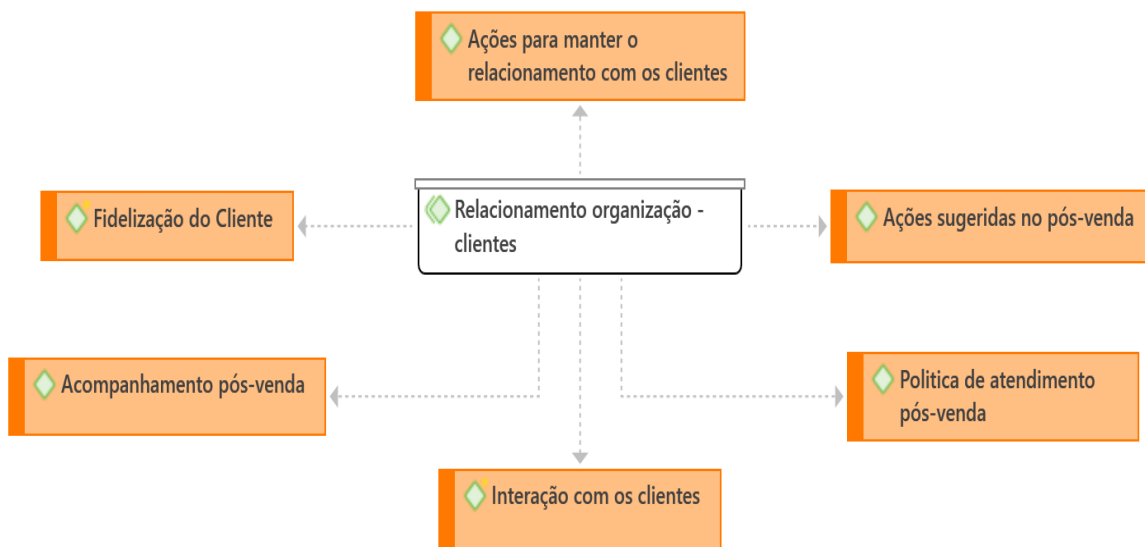 Ações para manter o
relacionamento com os clientes
Fidelização do Cliente
Relacionamento organização -
clientes
Ações sugeridas no pós-venda
Acompanhamento pós-venda
Politica de atendimento
pós-venda
Interação com os clientes